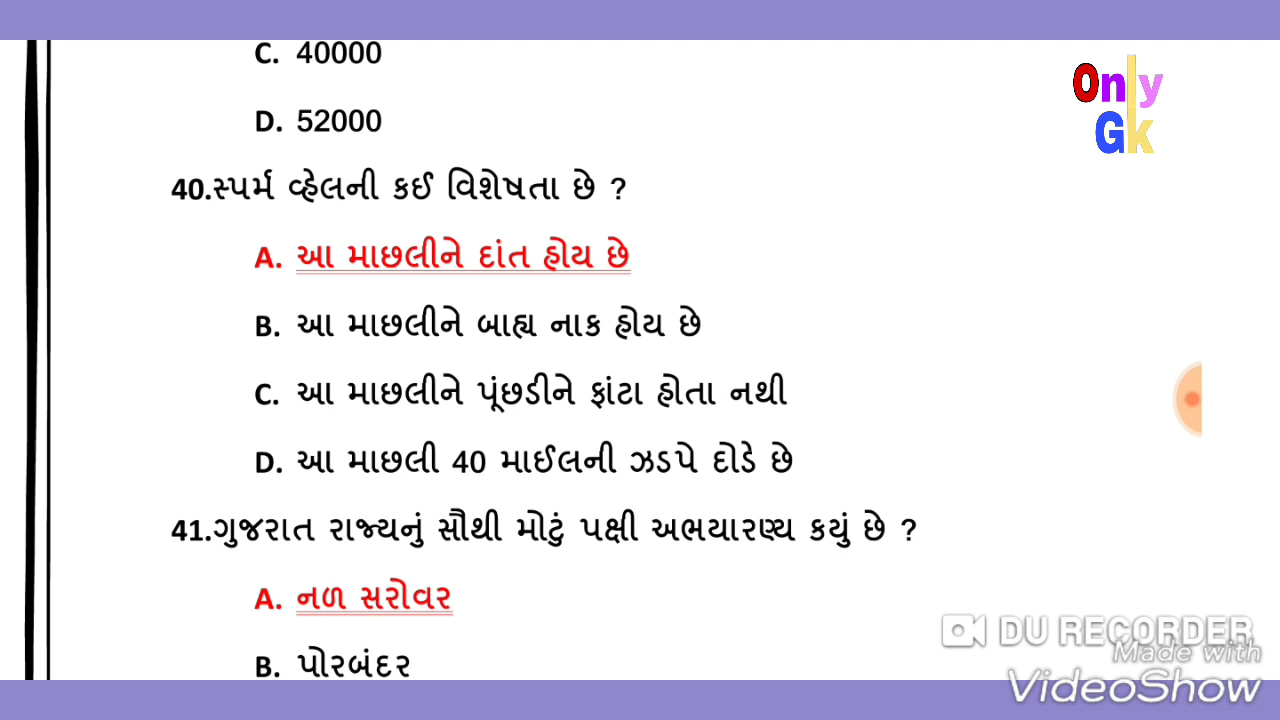 C. 40000
Only
D. 52000
Gk
40.સ્પર્મ વ્હેલની કઈ વિશેષતા છે ?
A. આ માછલીને દાંત હોય છે
B. આ માછલીને બાહ્ય નાક હોય છે
C. આ માછલીને પૂંછડીને ફાંટા હોતા નથી
D. આ માછલી 40 માઈલની ઝડપે દોડે છે
41.ગુજરાત રાજ્યનું સૌથી મોટું પક્ષી અભયારણ્ય કયું છે ?
A. નળ સરોવર
DU RECORDER
Made with
B. પોરબંદર
VideoShow